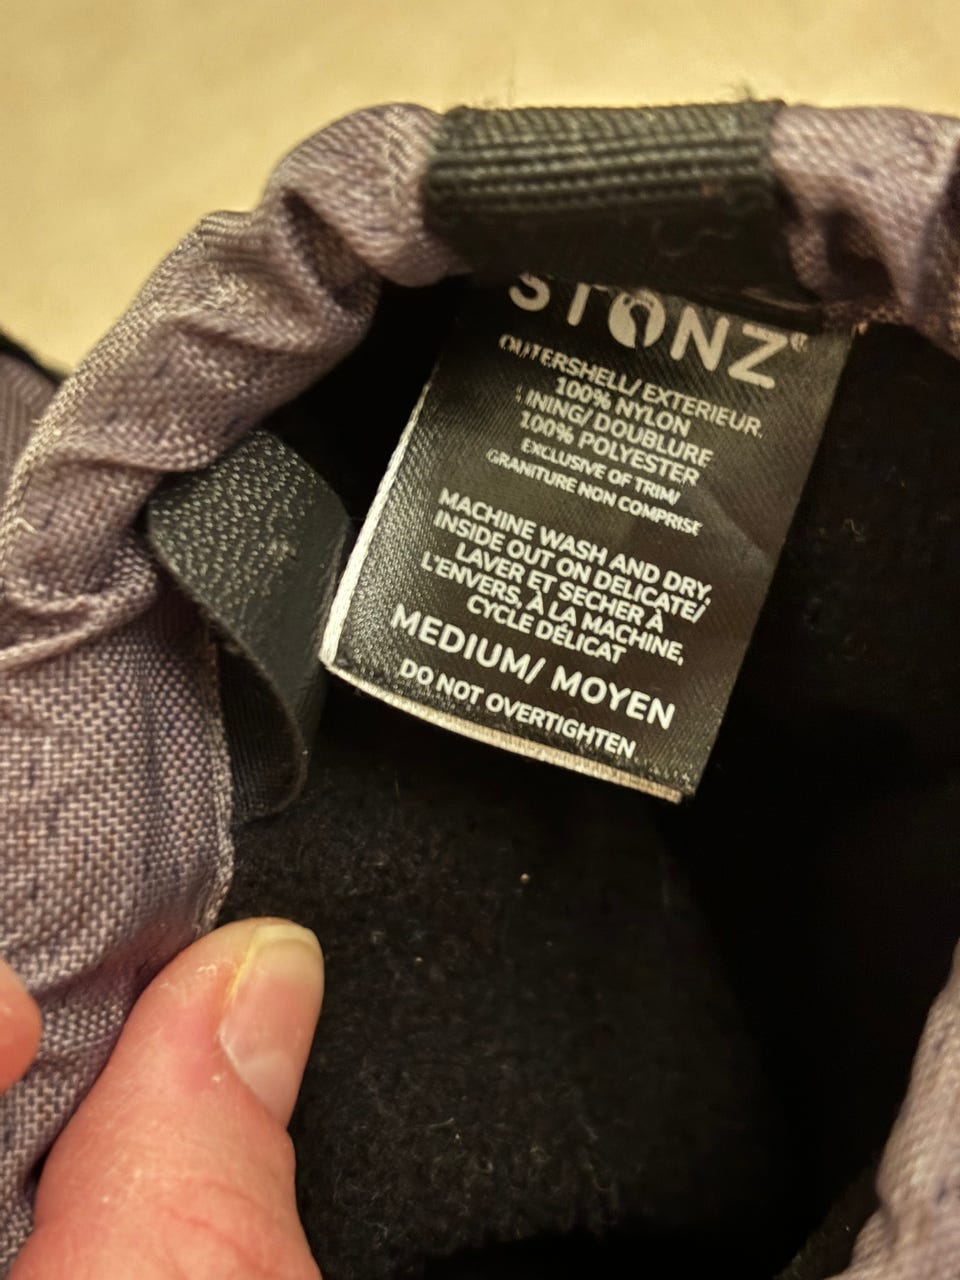 STONZ®
OUTERSHELL/ EXTERIEUR.
100% NYLON
LINING/ DOUBLURE
100% POLYESTER
EXCLUSIVE OF TRIM/
GRANITURE NON COMPRISE
MACHINE WASH AND DRY,
INSIDE OUT ON DELICATE/
LAVER ET SECHER À
L'ENVERS, À LA MACHINE,
CYCLE DÉLICAT
MEDIUM/ MOYEN
DO NOT OVERTIGHTEN